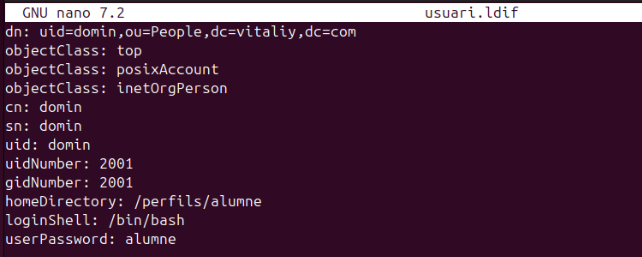 GNU nano 7.2 usuari.ldif
dn: uid=domin,ou=People,dc=vitaliy,dc=com
objectClass: top
objectClass: posixAccount
objectClass: inetOrgPerson
cn: domin
sn: domin
uid: domin
uidNumber: 2001
gidNumber: 2001
homeDirectory: /perfils/alumne
loginShell: /bin/bash
userPassword: alumne